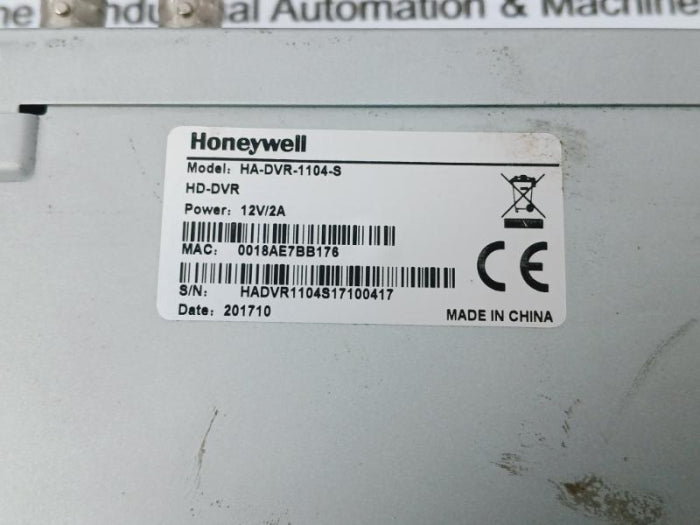 Industrial Automation & Machine
Honeywell
Model: HA-DVR-1104-S
HD-DVR
Power: 12V/2A
MAC: 0018AE7BB176
CE
S/N: HADVR1104S17100417
Date: 201710
MADE IN CHINA